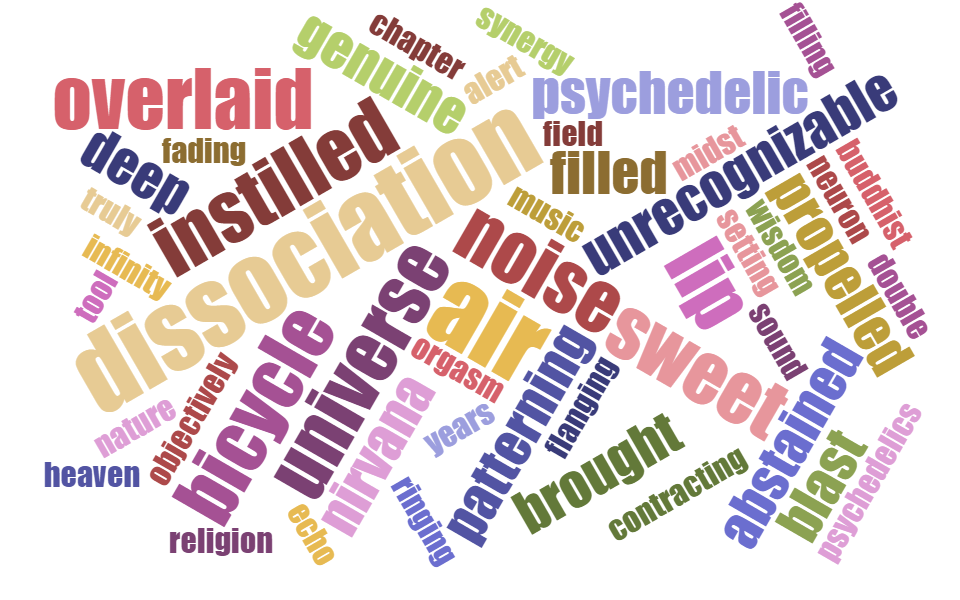 synergy
filling
chapter
genuine
alert
overlaid
psychedelic
unrecognizable
field
instilled
dissociation
deep
fading
filled
midst
buddhist
neuron
truly
music
noise
setting
wisdom
propelled
infinity
tool
universe
air
lip
double
bicycle
sound
sweet
orgasm
patterning
flanging
abstained
objectively
nirvana
years
nature
brought
blast
psychedelics
heaven
contracting
ringing
echo
religion